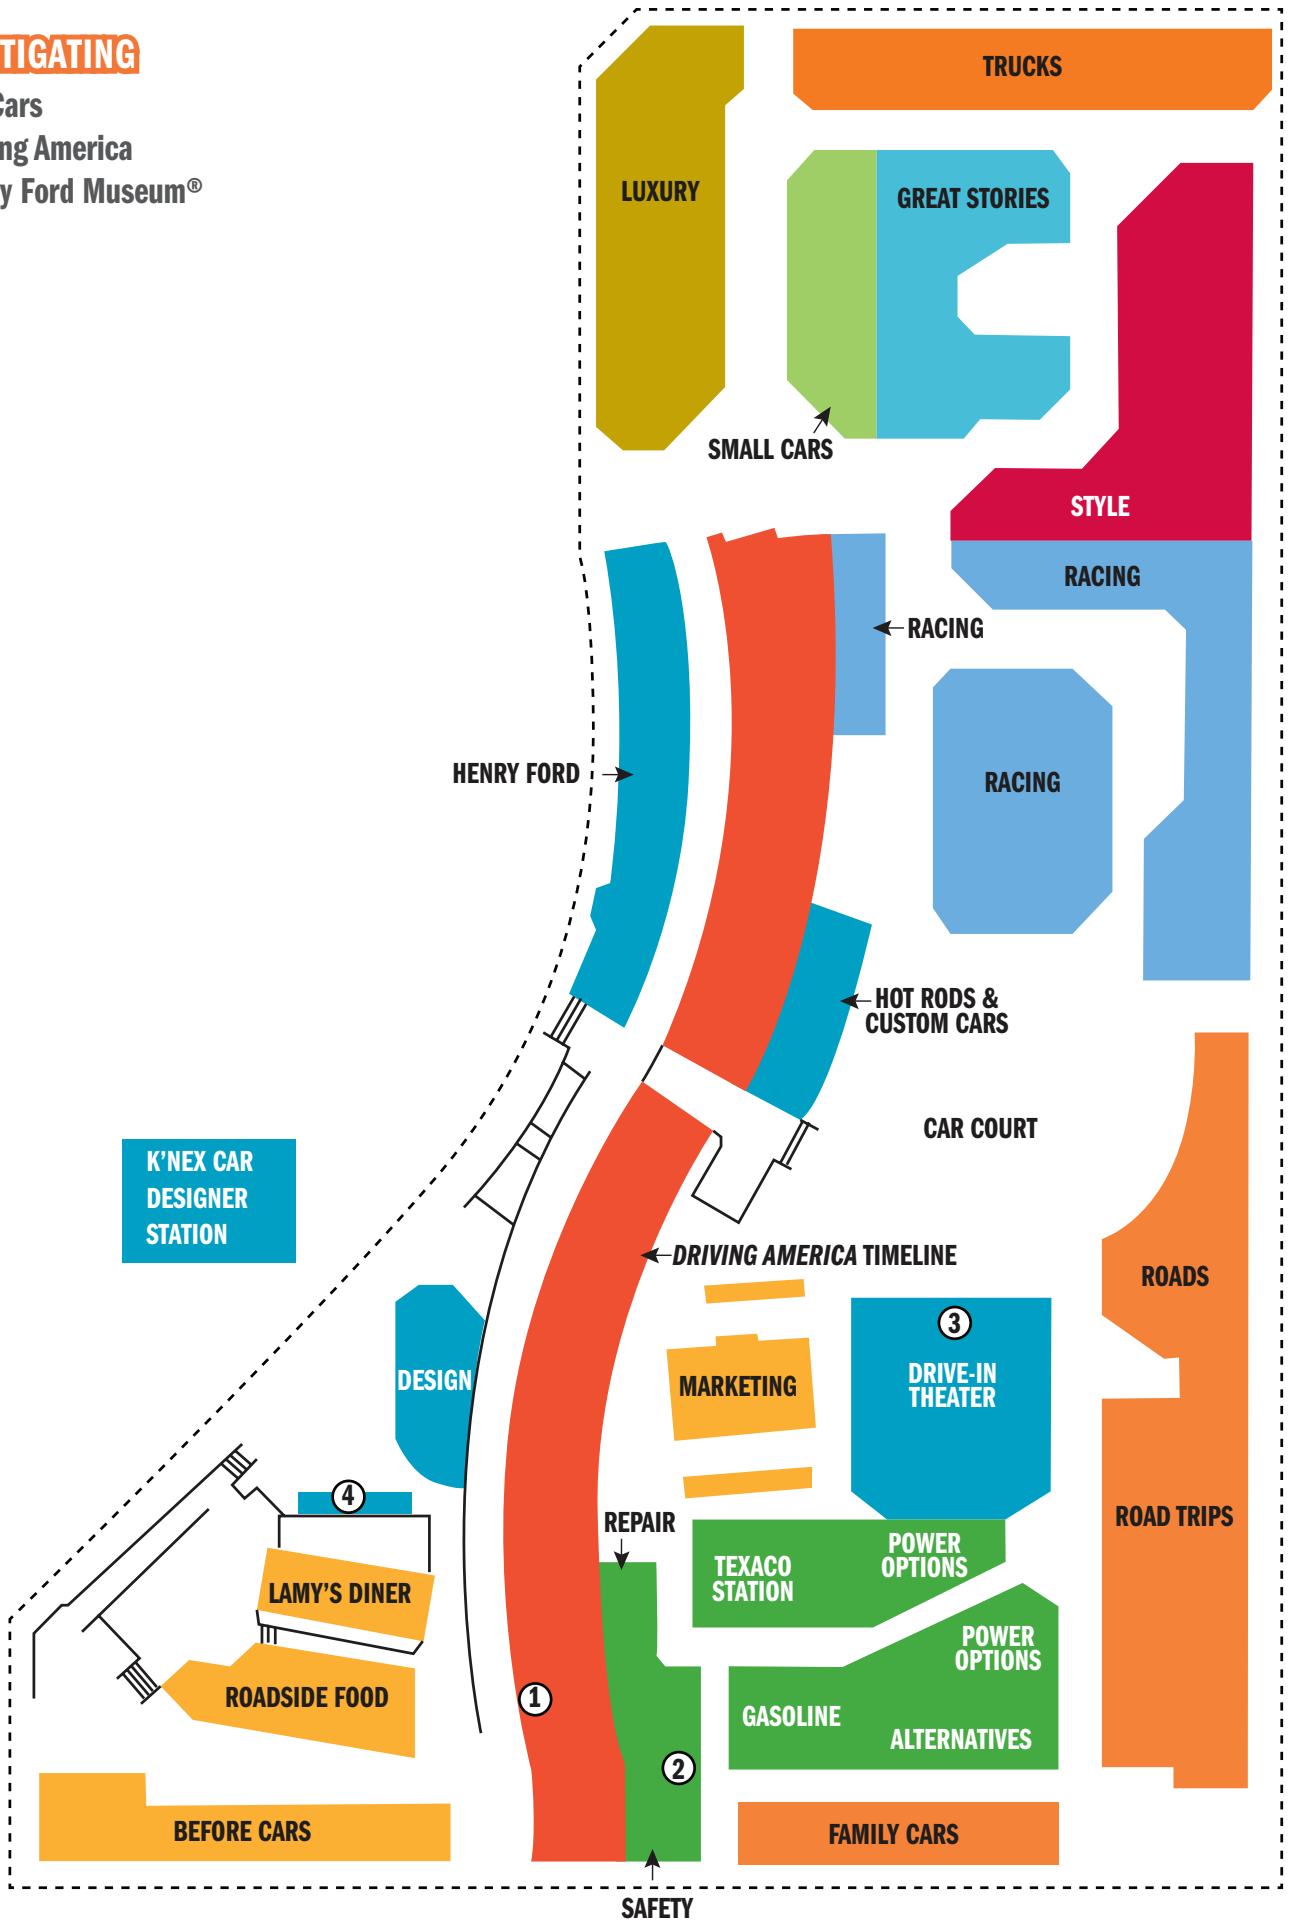 TIGATING
Cars
ng America
y Ford Museum®
TRUCKS
LUXURY
GREAT STORIES
SMALL CARS
STYLE
RACING
RACING
RACING
HENRY FORD
HOT RODS &
CUSTOM CARS
CAR COURT
K'NEX CAR
DESIGNER
STATION
DRIVING AMERICA TIMELINE
ROADS
3
DRIVE-IN
THEATER
DESIGN
MARKETING
4
REPAIR
ROAD TRIPS
POWER
OPTIONS
TEXACO
STATION
LAMY'S DINER
POWER
OPTIONS
ROADSIDE FOOD
1
GASOLINE
ALTERNATIVES
2
BEFORE CARS
FAMILY CARS
SAFETY